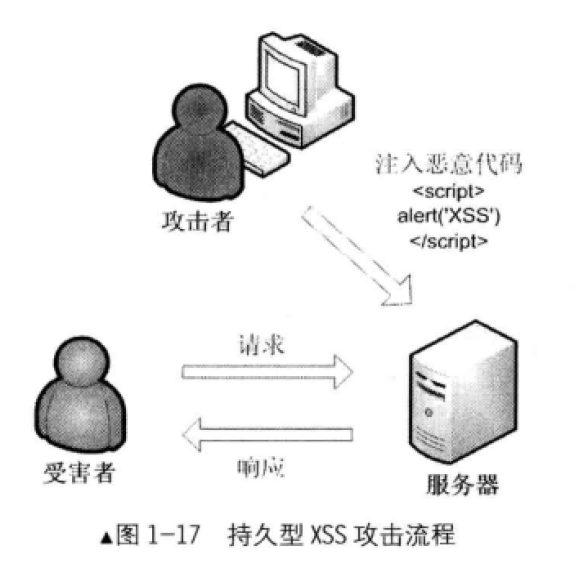 注入恶意代码
<script>
alert('XSS')
</script>
攻击者
请求
响应
受害者
服务器
▲图 1-17 持久型 XSS 攻击流程